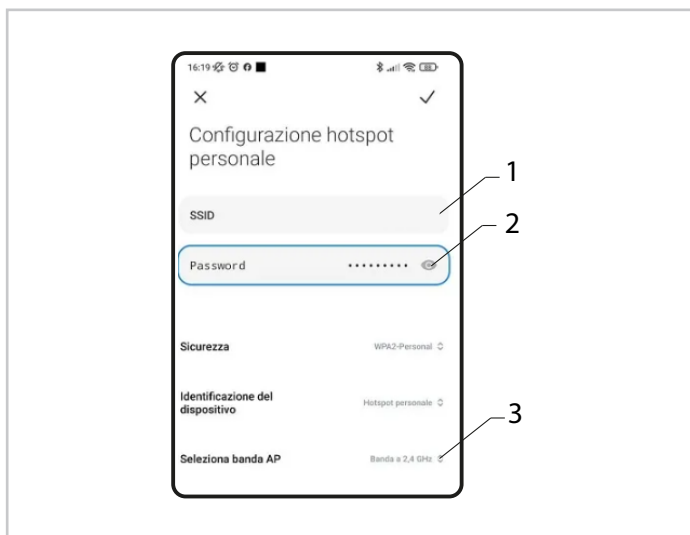 16:19
Configurazione hotspot
personale
1
SSID
2
Password
Sicurezza WPA2-Personal
Identificazione del
dispositivo Hotspot personale
3
Seleziona banda AP Banda a 2,4 GHz